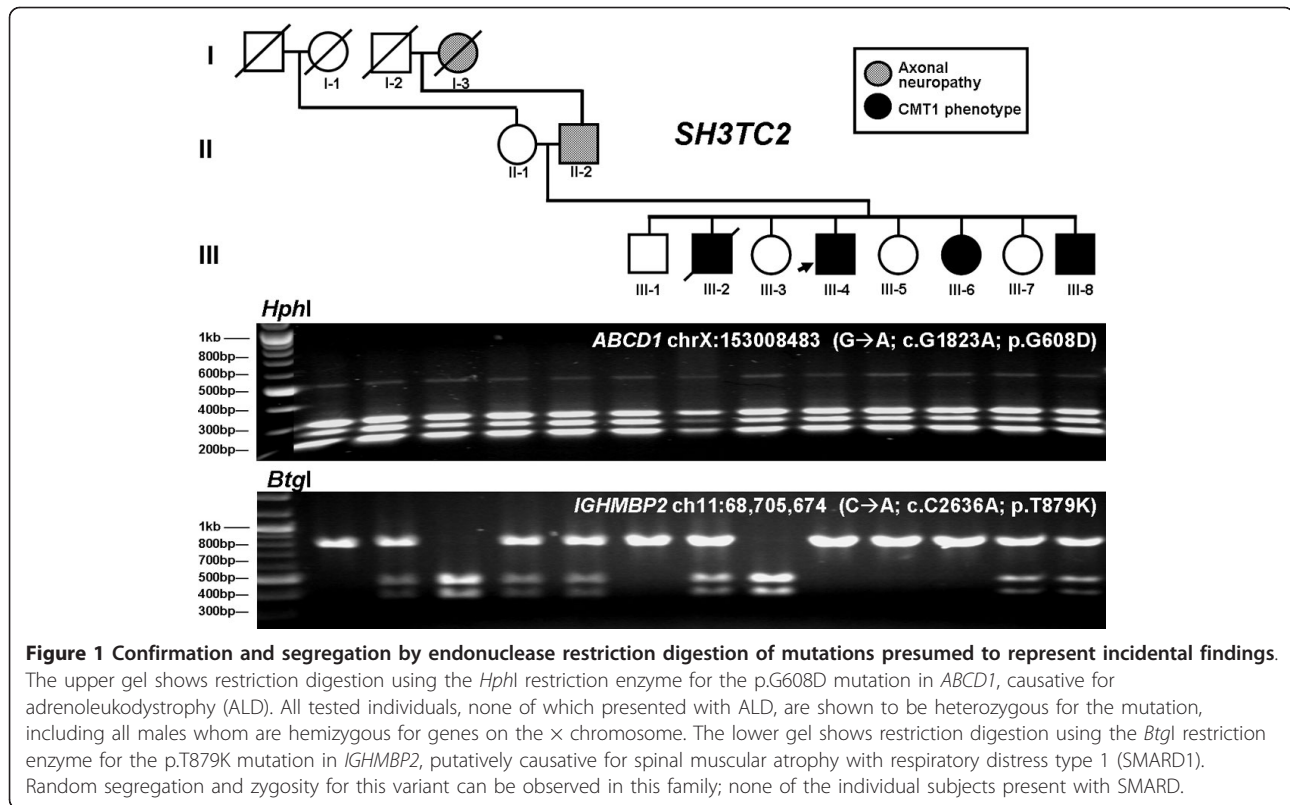 I
I-1
I-2
I-3
Axonal neuropathy
CMT1 phenotype
II
II-1
II-2
SH3TC2
III
III-1
III-2
III-3
III-4
III-5
III-6
III-7
III-8
HphI
ABCD1 chrX:153008483 (G→A; c.G1823A; p.G608D)
1kb
800bp
600bp
500bp
400bp
300bp
200bp
BtgI
IGHMBP2 ch11:68,705,674 (C→A; c.C2636A; p.T879K)
1kb
800bp
700bp
500bp
400bp
300bp
Figure 1 Confirmation and segregation by endonuclease restriction digestion of mutations presumed to represent incidental findings.
The upper gel shows restriction digestion using the HphI restriction enzyme for the p.G608D mutation in ABCD1, causative for
adrenoleukodystrophy (ALD). All tested individuals, none of which presented with ALD, are shown to be heterozygous for the mutation,
including all males whom are hemizygous for genes on the × chromosome. The lower gel shows restriction digestion using the BtgI restriction
enzyme for the p.T879K mutation in IGHMBP2, putatively causative for spinal muscular atrophy with respiratory distress type 1 (SMARD1).
Random segregation and zygosity for this variant can be observed in this family; none of the individual subjects present with SMARD.